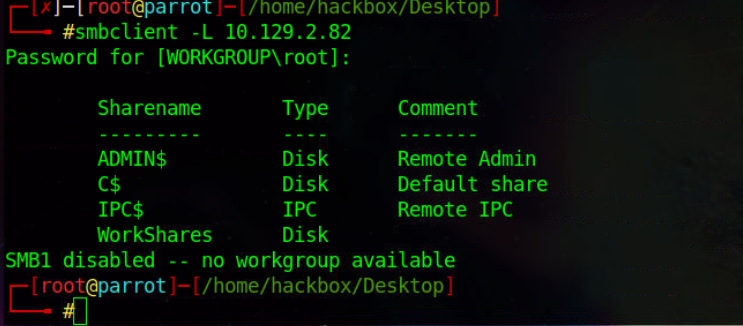 [✗]-[root@parrot]-[/home/hackbox/Desktop]
#smbclient -L 10.129.2.82
Password for [WORKGROUP\root]:
Sharename Type Comment
--------- ---- -------
ADMIN$ Disk Remote Admin
C$ Disk Default share
IPC$ IPC Remote IPC
WorkShares Disk
SMB1 disabled -- no workgroup available
[root@parrot]-[/home/hackbox/Desktop]
#